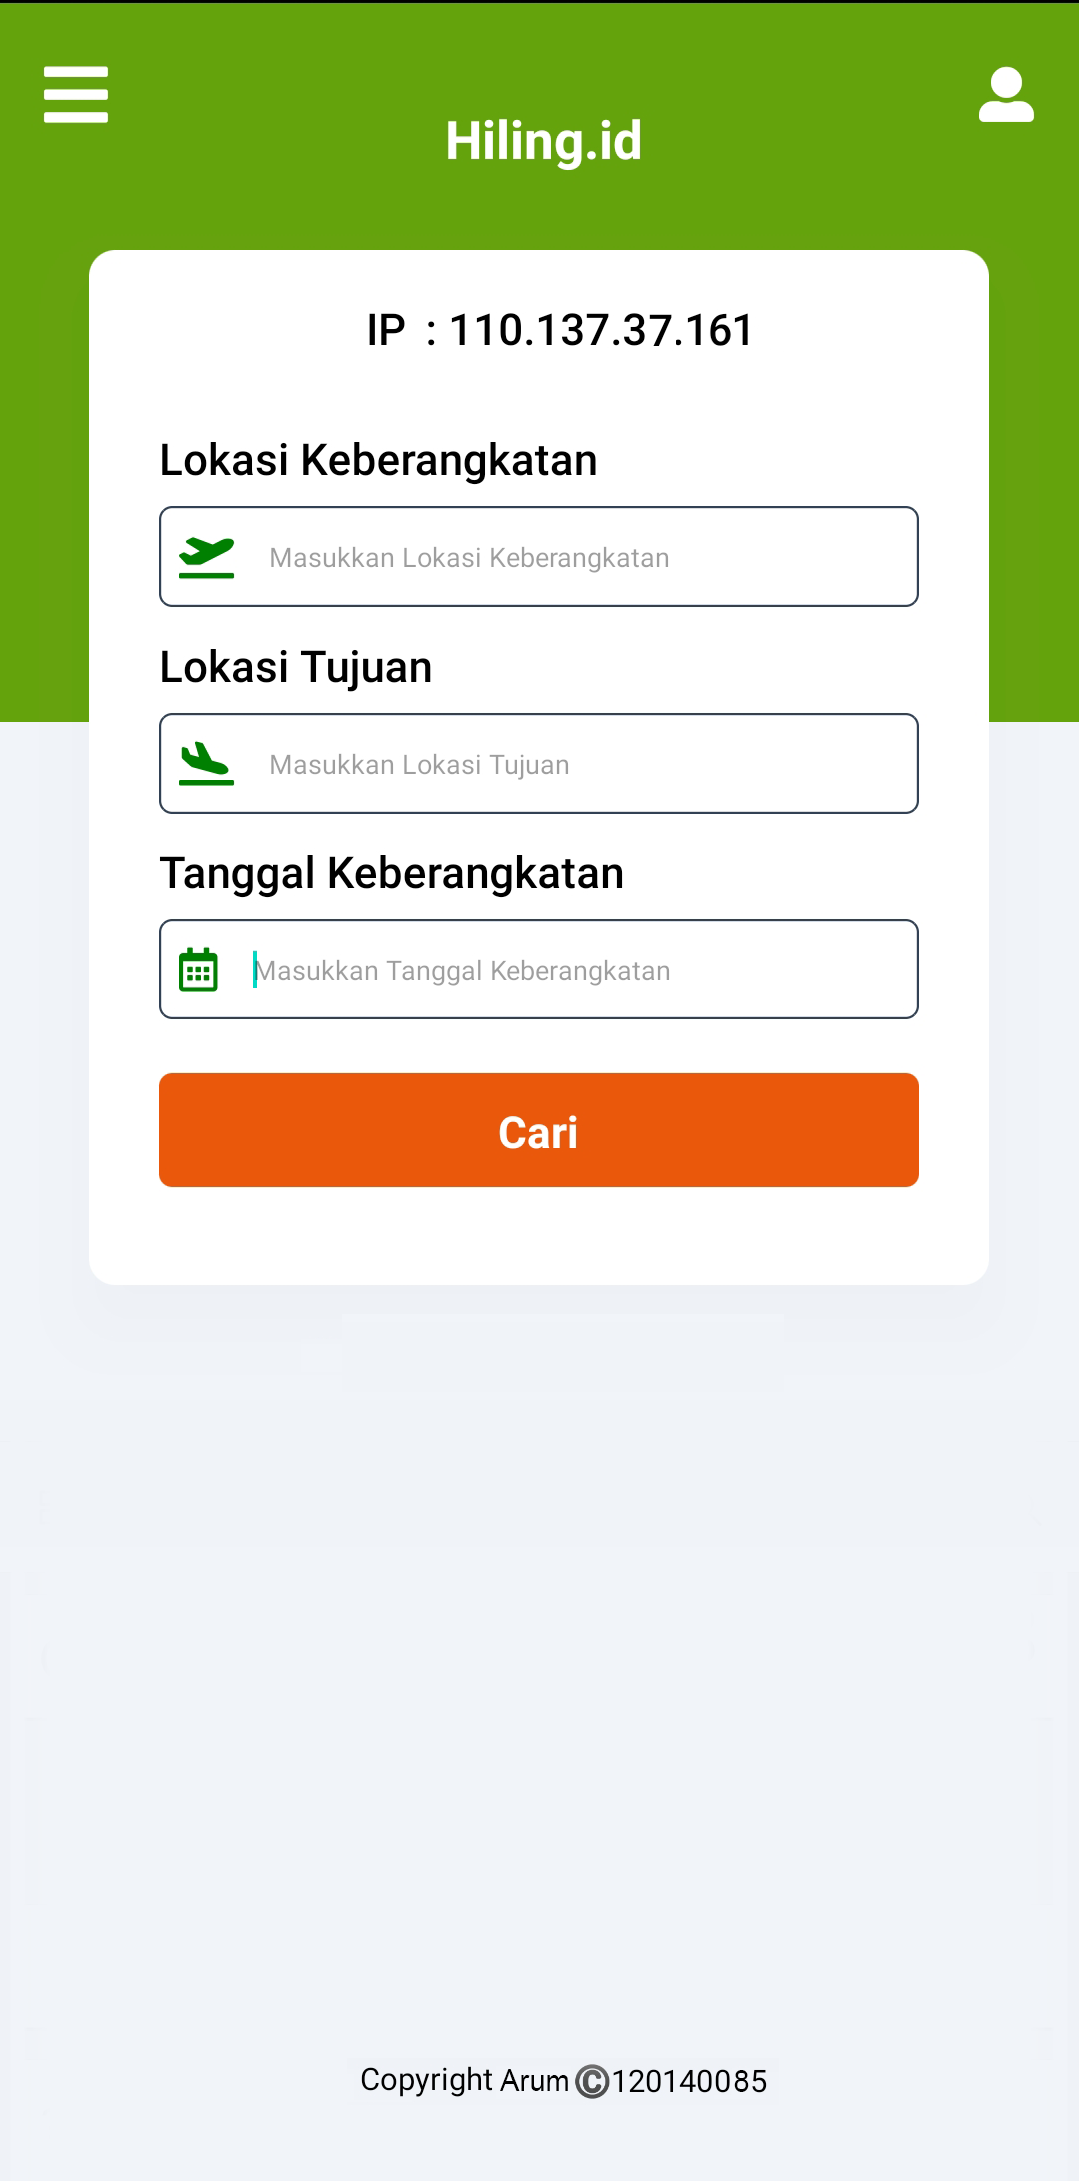 Hiling.id
IP : 110.137.37.161
Lokasi Keberangkatan
Masukkan Lokasi Keberangkatan
Lokasi Tujuan
Masukkan Lokasi Tujuan
Tanggal Keberangkatan
Masukkan Tanggal Keberangkatan
Cari
Copyright Arum ©120140085